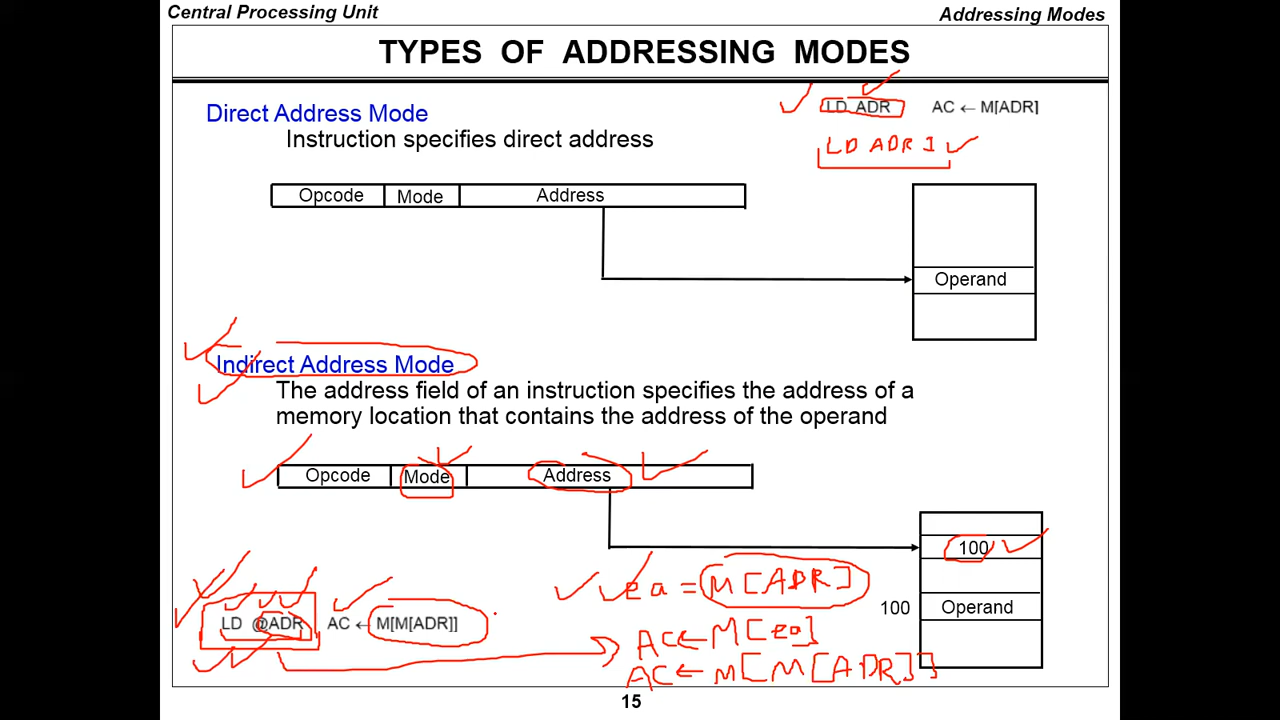 Central Processing Unit
Addressing Modes
TYPES OF ADDRESSING MODES
Direct Address Mode
LD ADR AC ← M[ADR]
Instruction specifies direct address
LD ADR I
Opcode Mode Address
Operand
Indirect Address Mode
The address field of an instruction specifies the address of a
memory location that contains the address of the operand
Opcode Mode Address
100
ea = M[ADR]
100 Operand
LD @ADR AC ← M[M[ADR]]
AC ← M[ea]
AC ← M[M[ADR]]
15